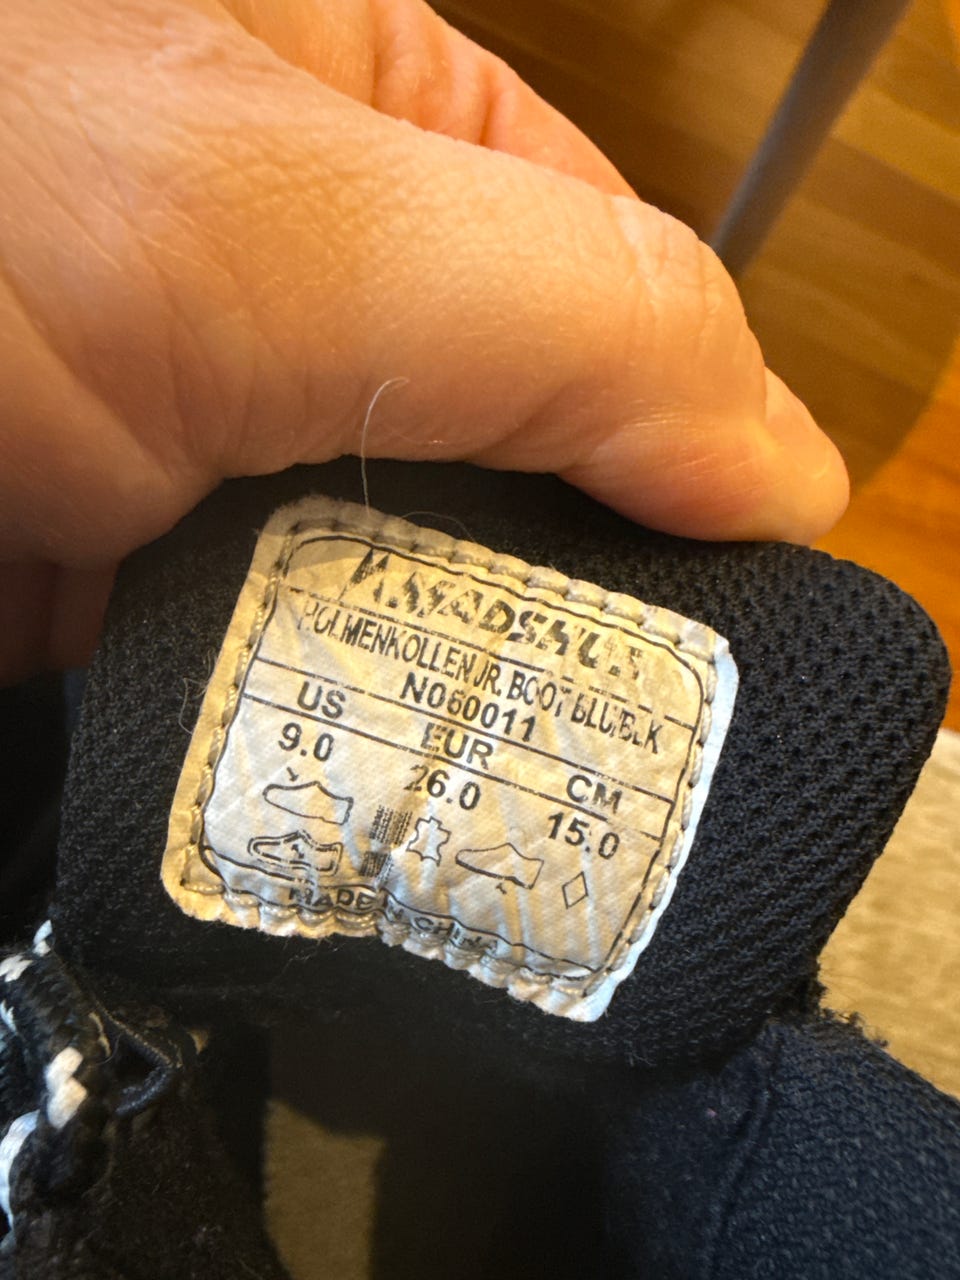 MADSHUS
HOLMENKOLLEN JR. BOOT BLU/BLK
N060011
US EUR CM
9.0 26.0 15.0
MADE IN CHINA